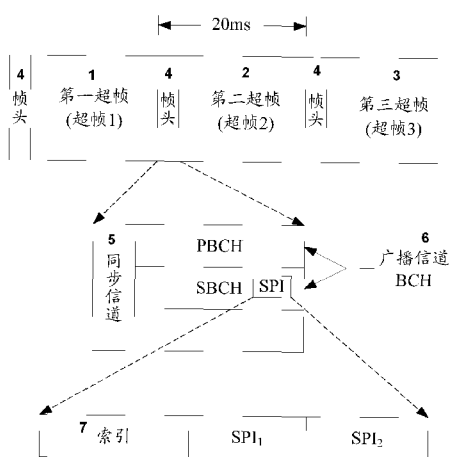 20ms
4 1 4 2 4 3
帧头 第一超帧 (超帧1) 帧头 第二超帧 (超帧2) 帧头 第三超帧 (超帧3)
5 同步信道
PBCH
SBCH SPI
6
广播信道
BCH
7 索引 SPI₁ SPI₂